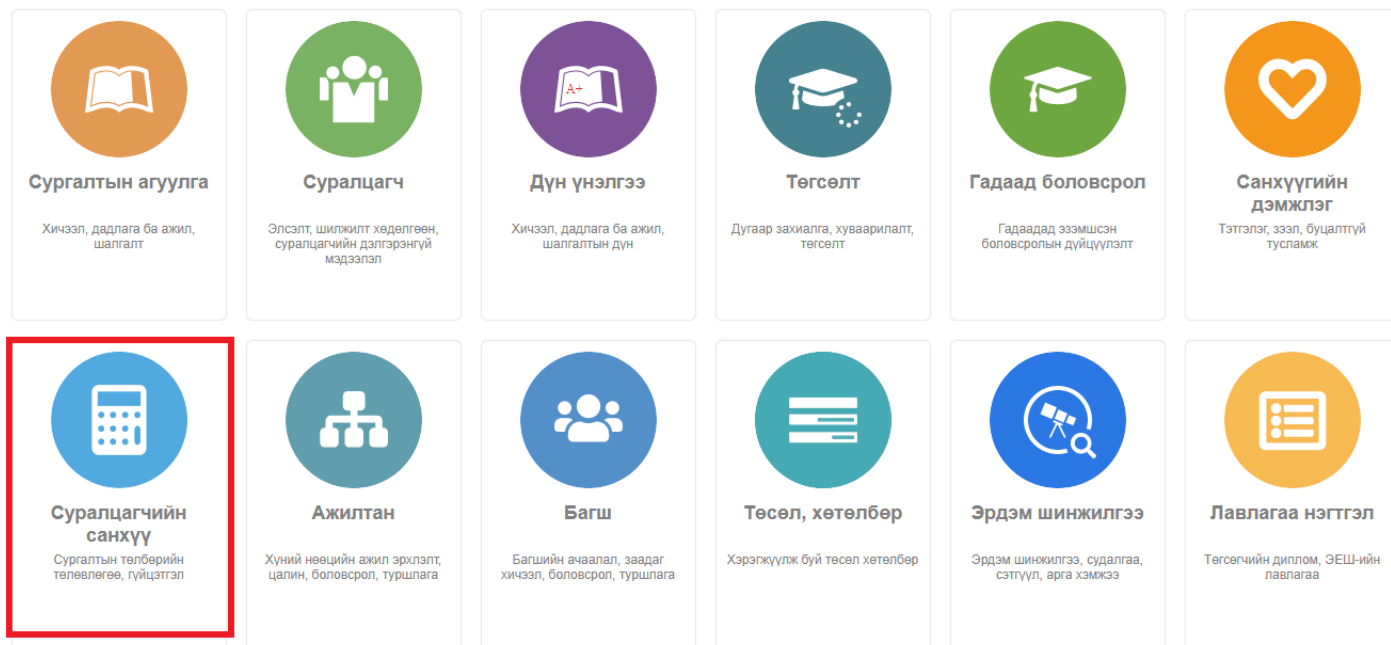 A+
Сургалтын агуулга
Хичээл, дадлага ба ажил,
шалгалт
Суралцагч
Элсэлт, шилжилт хөдөлгөөн,
суралцагчийн дэлгэрэнгүй
мэдээлэл
Дүн үнэлгээ
Хичээл, дадлага ба ажил,
шалгалтын дүн
Төгсөлт
Дугаар захиалга, хуваарилалт,
төгсөлт
Гадаад боловсрол
Гадаадад эзэмшсэн
боловсролын дүйцүүлэлт
Санхүүгийн
дэмжлэг
Тэтгэлэг, зээл, буцалтгүй
тусламж
Суралцагчийн
санхүү
Сургалтын төлбөрийн
төлөвлөгөө, гүйцэтгэл
Ажилтан
Хүний нөөцийн ажил эрхлэлт,
цалин, боловсрол, туршлага
Багш
Багшийн ачаалал, заадаг
хичээл, боловсрол, туршлага
Төсөл, хөтөлбөр
Хэрэгжүүлж буй төсөл хөтөлбөр
Эрдэм шинжилгээ
Эрдэм шинжилгээ, судалгаа,
сэтгүүл, арга хэмжээ
Лавлагаа нэгтгэл
Төгсөгчийн диплом, ЭЕШ-ийн
лавлагаа